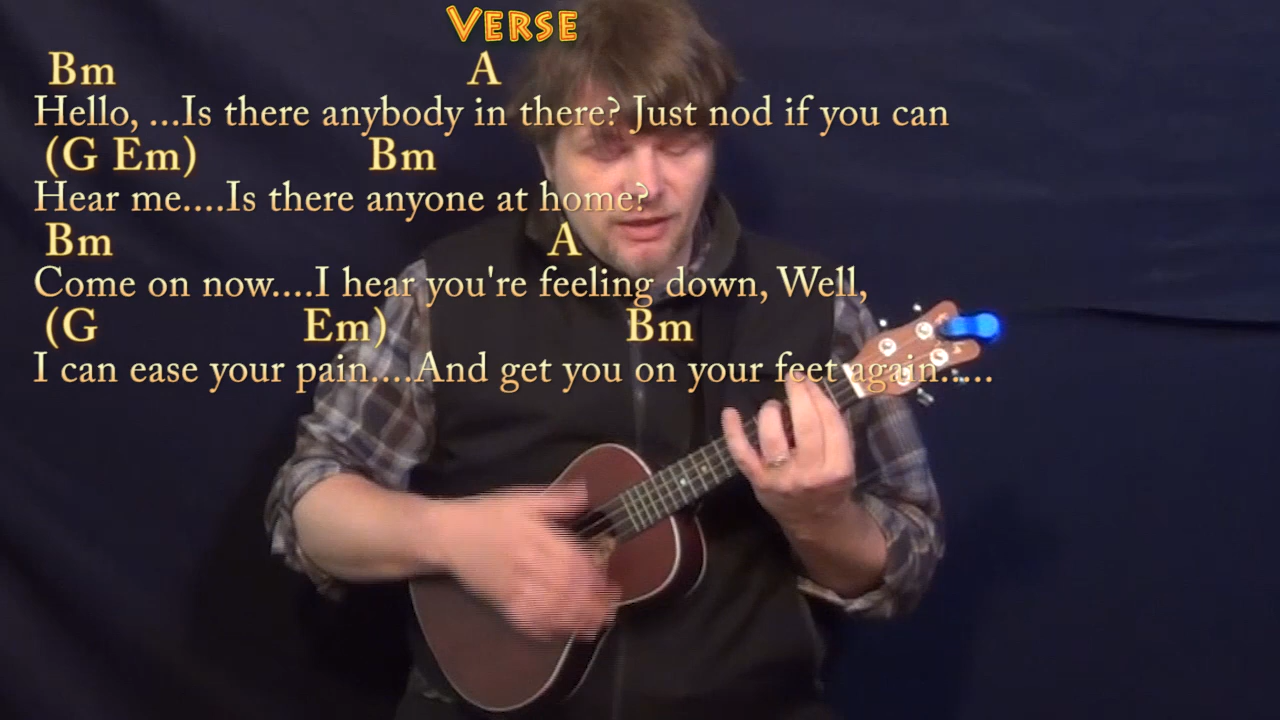 VERSE
Bm A
Hello, ...Is there anybody in there? Just nod if you can
(G Em) Bm
Hear me....Is there anyone at home?
Bm A
Come on now....I hear you're feeling down, Well,
(G Em) Bm
I can ease your pain....And get you on your feet again.....